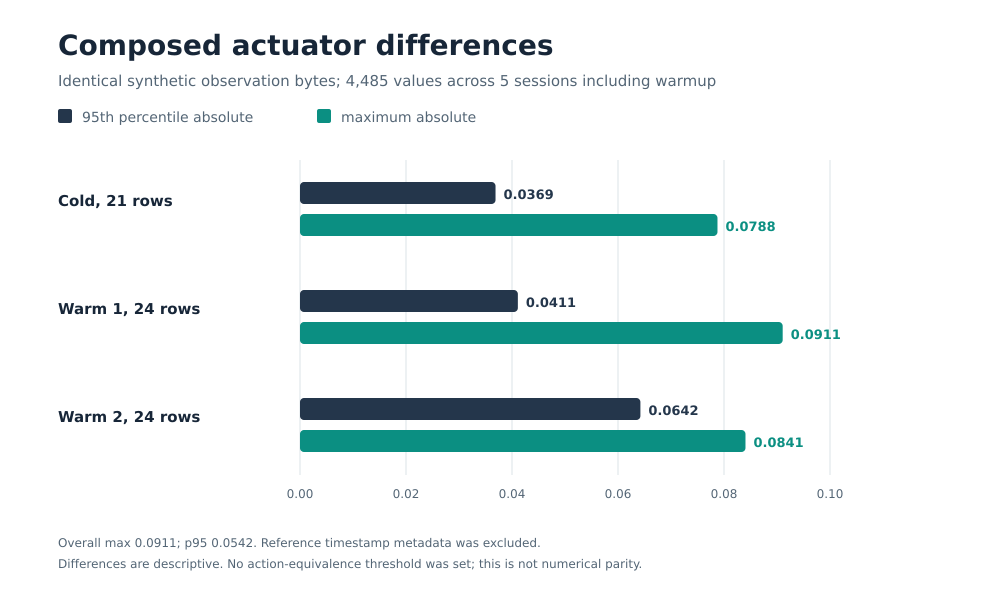 Composed actuator differences
Identical synthetic observation bytes; 4,485 values across 5 sessions including warmup
95th percentile absolute
maximum absolute
Cold, 21 rows
0.0369
0.0788
Warm 1, 24 rows
0.0411
0.0911
Warm 2, 24 rows
0.0642
0.0841
0.00 0.02 0.04 0.06 0.08 0.10
Overall max 0.0911; p95 0.0542. Reference timestamp metadata was excluded.
Differences are descriptive. No action-equivalence threshold was set; this is not numerical parity.